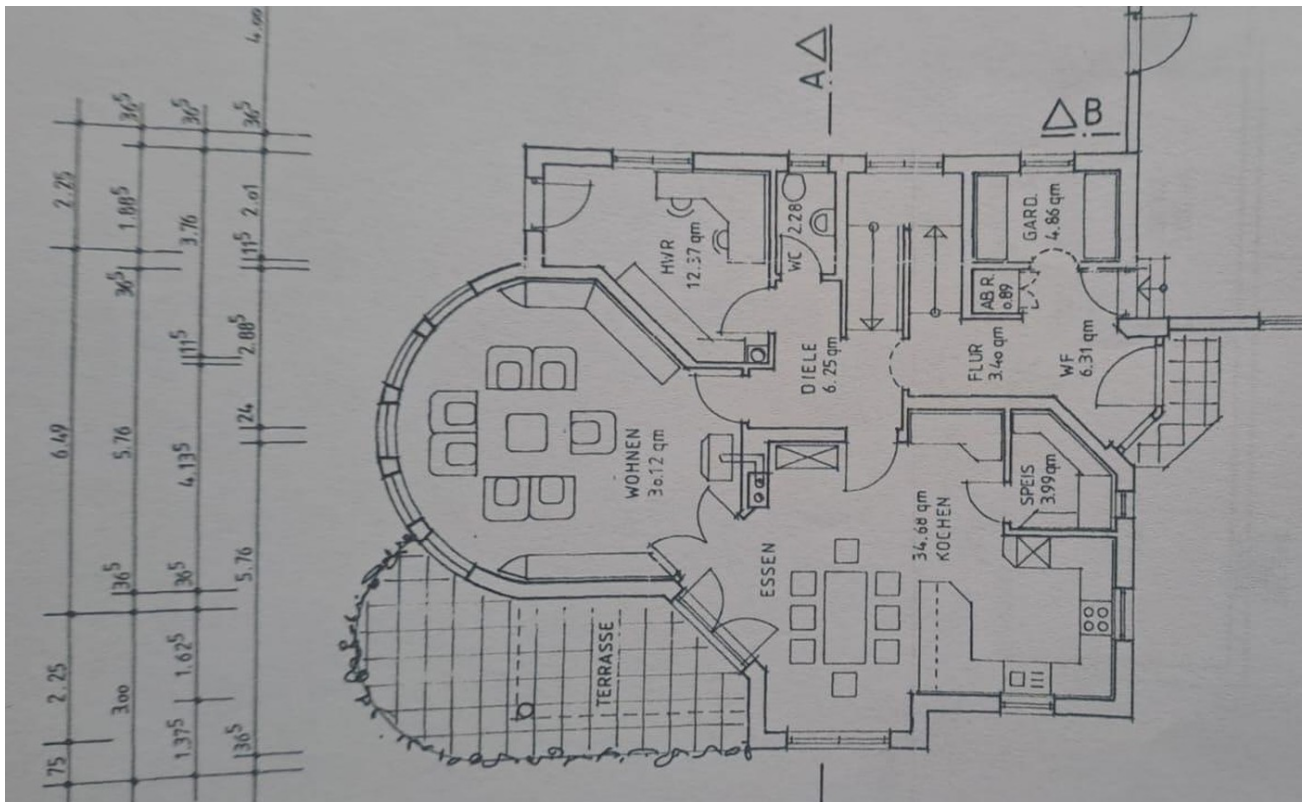 75 2.25 6.49 2.25
3.00 36⁵ 5.76 36⁵ 1.88⁵ 36⁵
1.37⁵ 1.62⁵ 36⁵ 4.13⁵ 11⁵ 3.76 36⁵
36⁵ 5.76 24 2.88⁵ 11⁵ 2.01 36⁵
A
B
HWR
12.37 qm
WC 2.28
GARD.
4.86 qm
AB R.
0.89
DIELE
6.25 qm
FLUR
3.40 qm
WF
6.31 qm
WOHNEN
30.12 qm
SPEIS
3.99 qm
ESSEN
34.68 qm
KOCHEN
TERRASSE